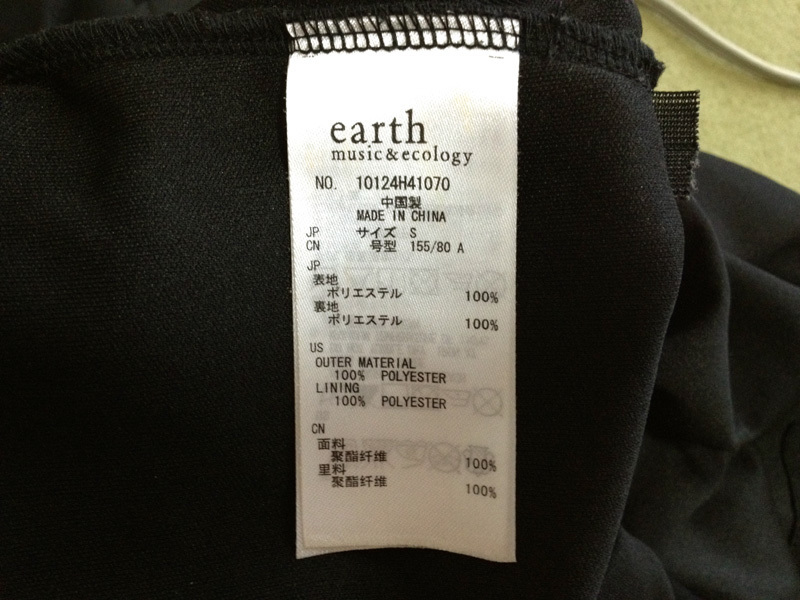 earth
music&ecology
NO. 10124H41070
中国製
MADE IN CHINA
JP サイズ S
CN 号型 155/80 A
JP
表地
ポリエステル 100%
裏地
ポリエステル 100%
US
OUTER MATERIAL
100% POLYESTER
LINING
100% POLYESTER
CN
面料
聚酯纤维 100%
里料
聚酯纤维 100%